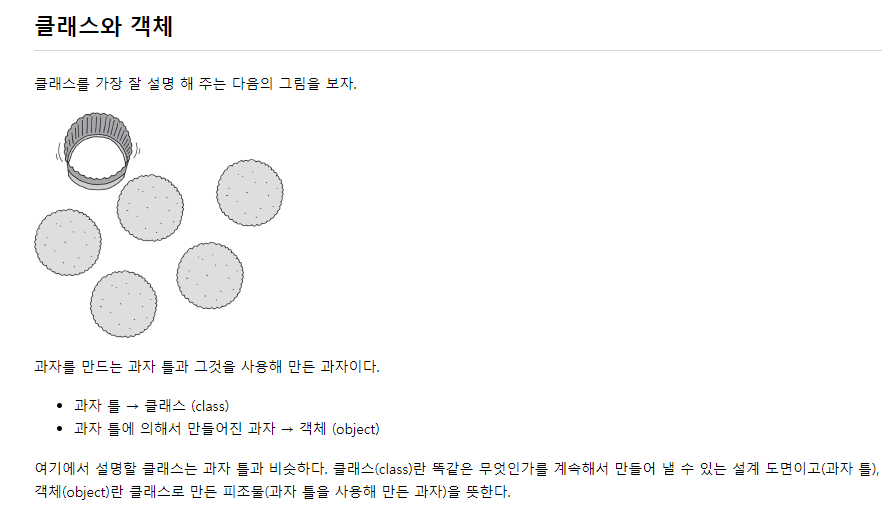 클래스와 객체
클래스를 가장 잘 설명 해 주는 다음의 그림을 보자.
과자를 만드는 과자 틀과 그것을 사용해 만든 과자이다.
• 과자 틀 → 클래스 (class)
• 과자 틀에 의해서 만들어진 과자 → 객체 (object)
여기에서 설명할 클래스는 과자 틀과 비슷하다. 클래스(class)란 똑같은 무엇인가를 계속해서 만들어 낼 수 있는 설계 도면이고(과자 틀),
객체(object)란 클래스로 만든 피조물(과자 틀을 사용해 만든 과자)을 뜻한다.